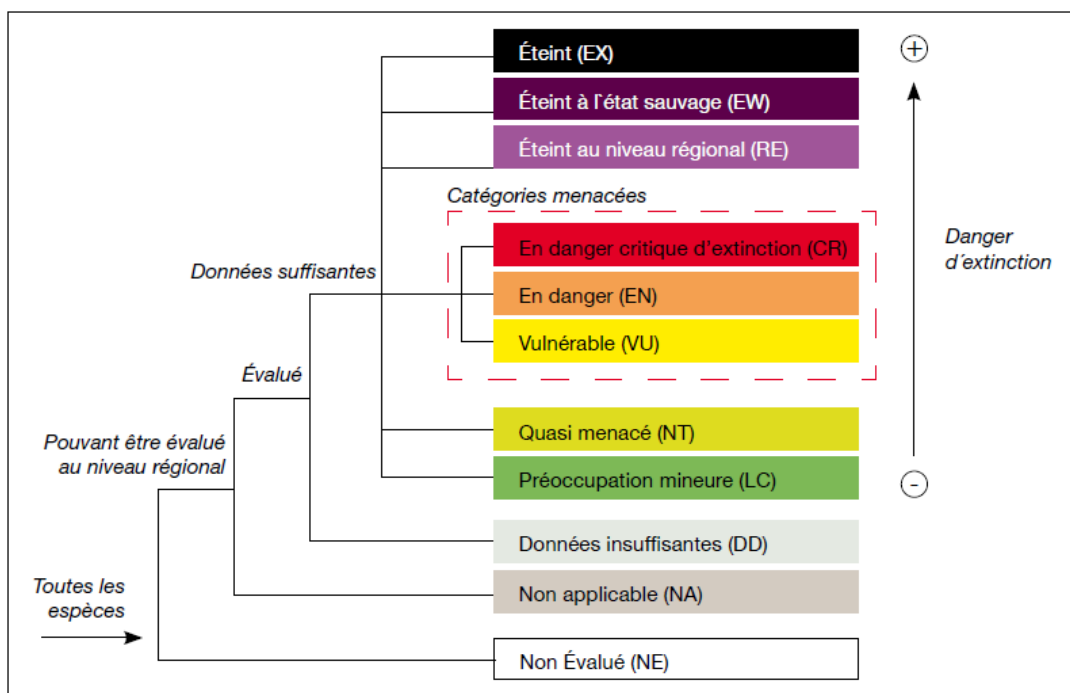 Éteint (EX)
Éteint à l`état sauvage (EW)
Éteint au niveau régional (RE)
Catégories menacées
En danger critique d'extinction (CR)
Données suffisantes
En danger (EN)
Vulnérable (VU)
Évalué
Quasi menacé (NT)
Pouvant être évalué
au niveau régional
Préoccupation mineure (LC)
Données insuffisantes (DD)
Non applicable (NA)
Toutes les
espèces
Non Évalué (NE)
+
Danger
d´extinction
-